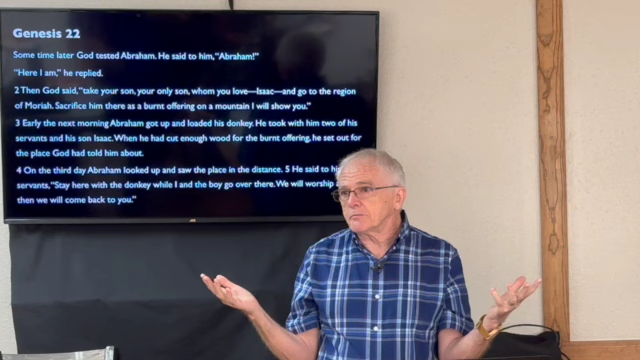 Genesis 22
Some time later God tested Abraham. He said to him, "Abraham!"
"Here I am," he replied.
2 Then God said, "take your son, your only son, whom you love—Isaac—and go to the region
of Moriah. Sacrifice him there as a burnt offering on a mountain I will show you."
3 Early the next morning Abraham got up and loaded his donkey. He took with him two of his
servants and his son Isaac. When he had cut enough wood for the burnt offering, he set out for
the place God had told him about.
4 On the third day Abraham looked up and saw the place in the distance. 5 He said to
servants, "Stay here with the donkey while I and the boy go over there. We will worship
then we will come back to you."